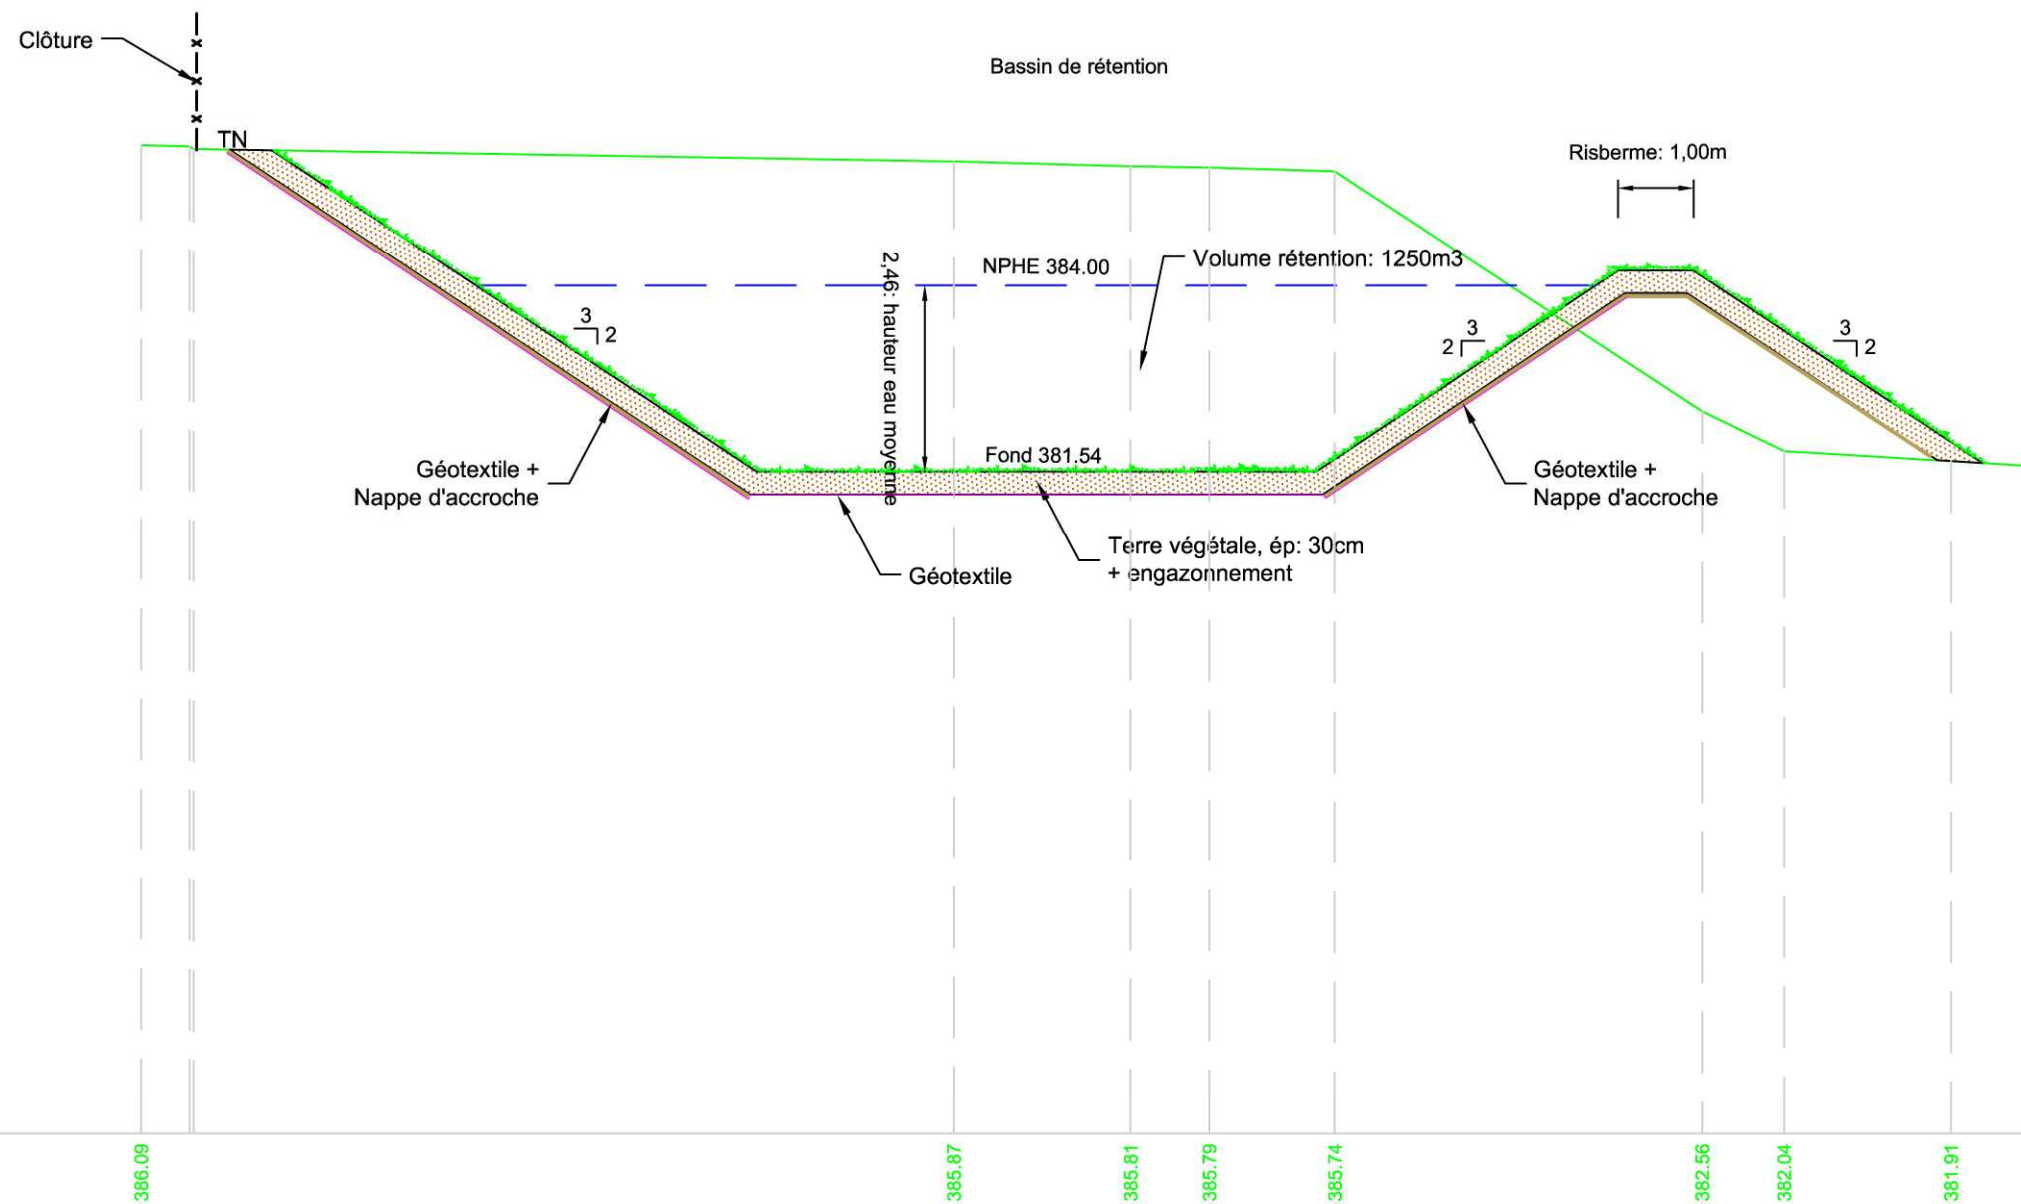 Clôture
Bassin de rétention
TN
Risberme: 1,00m
NPHE 384.00
Volume rétention: 1250m3
2,46: hauteur eau moyenne
3
2
3
2
3
2
Fond 381.54
Géotextile +
Nappe d'accroche
Géotextile +
Nappe d'accroche
Terre végétale, ép: 30cm
+ engazonnement
Géotextile
386.09
385.87
385.81
385.79
385.74
382.56
382.04
381.91